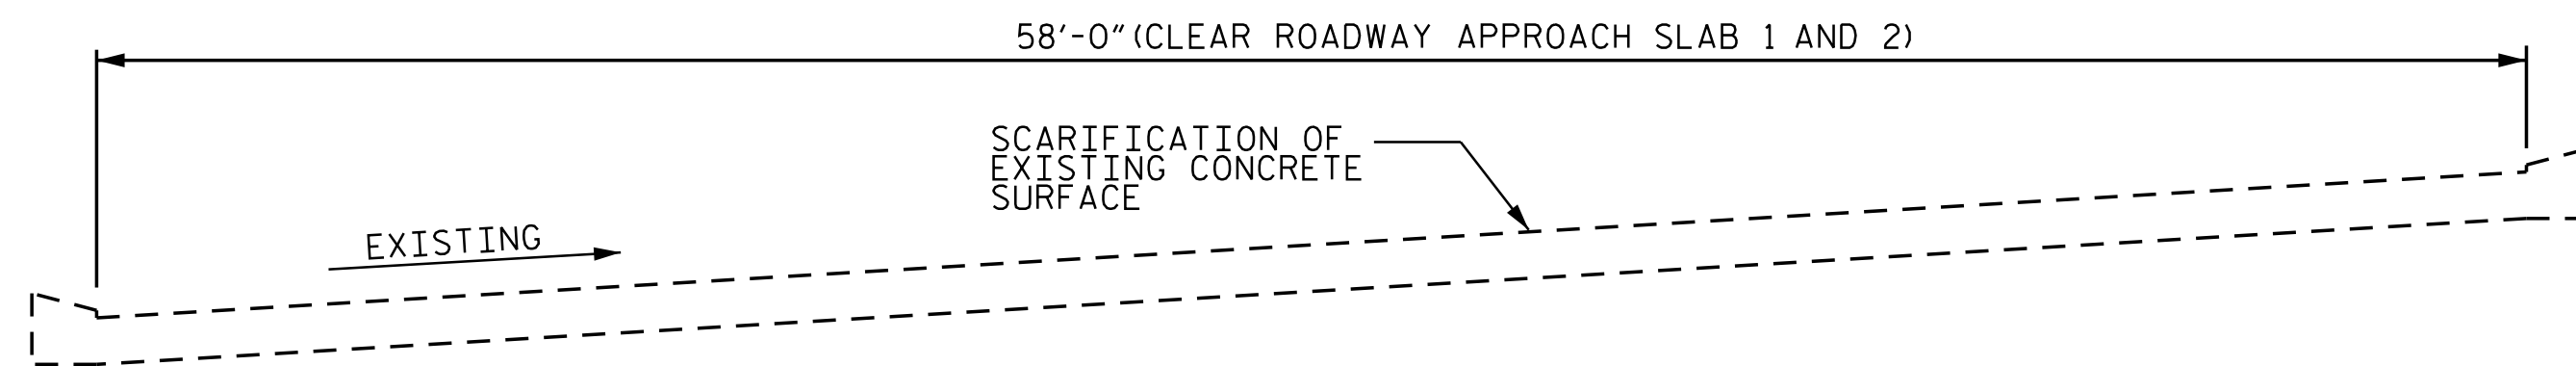 58'-0"(CLEAR ROADWAY APPROACH SLAB 1 AND 2)
SCARIFICATION OF
EXISTING CONCRETE
SURFACE
EXISTING